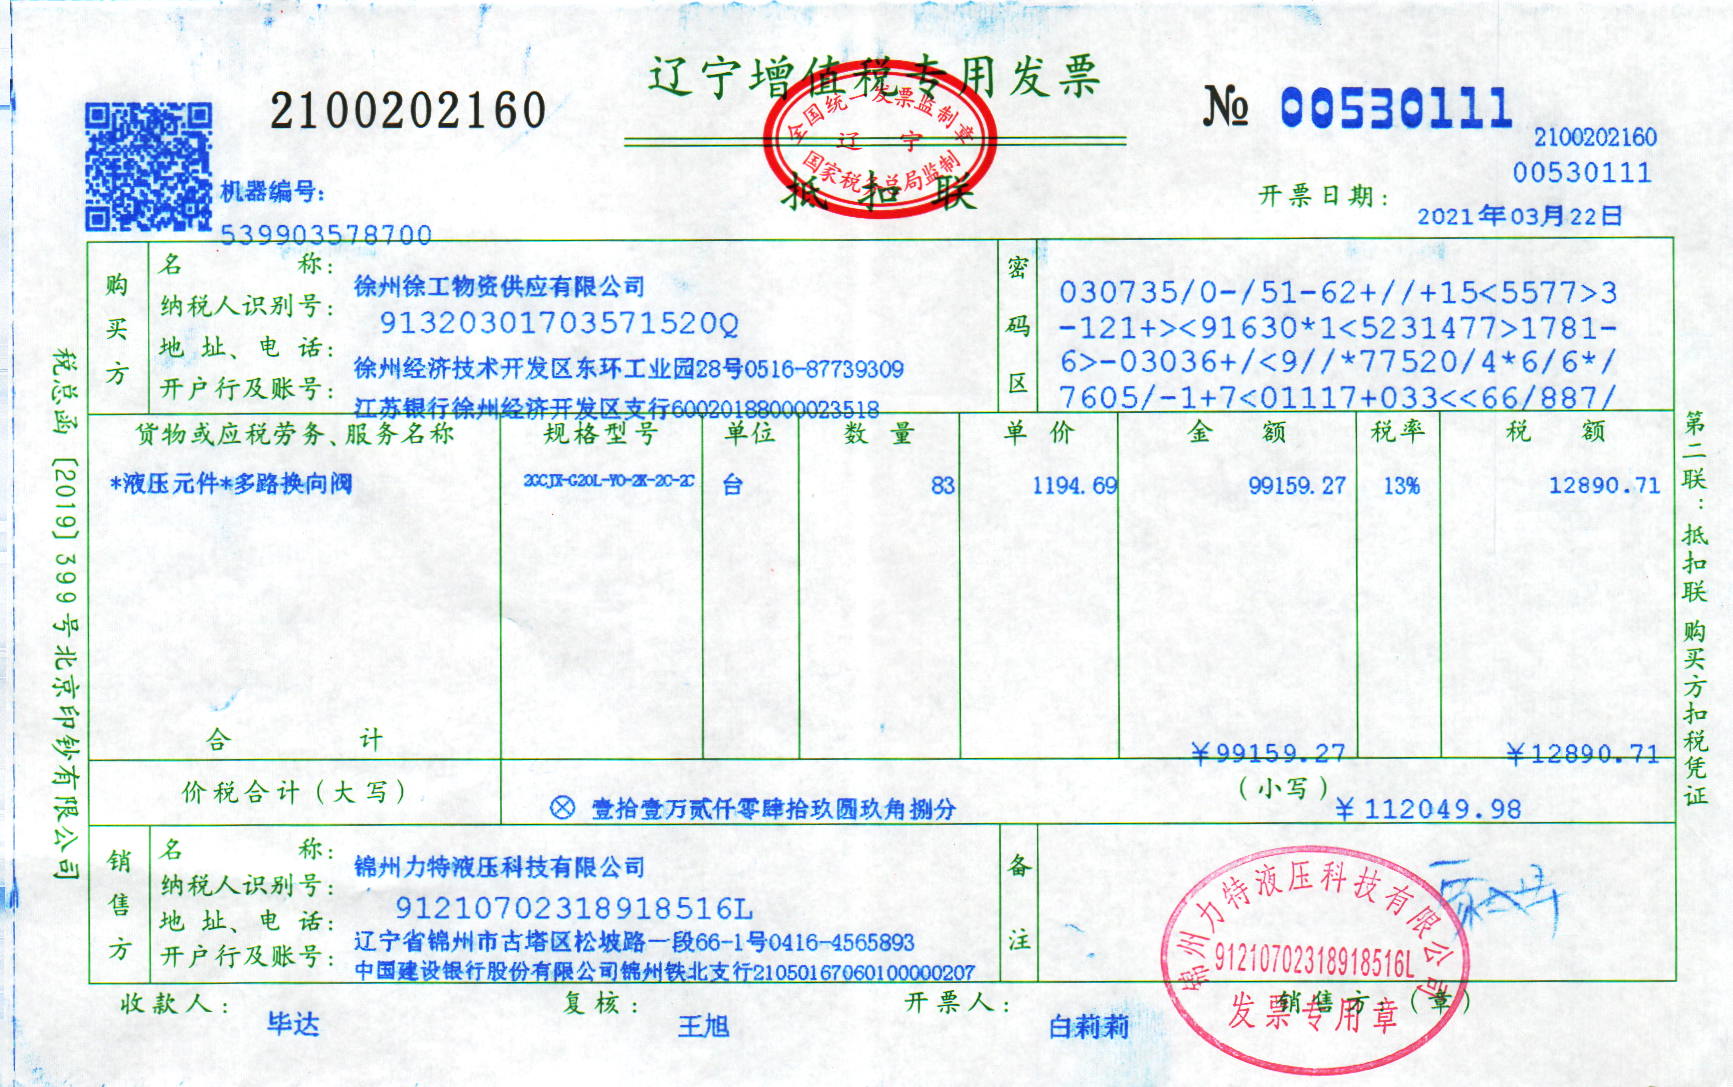 辽宁增值税专用发票
2100202160
№ 00530111
2100202160
00530111
全国统一发票监制章
辽宁
国家税务总局监制
抵扣联
机器编号:
539903578700
开票日期:
2021年03月22日
购买方
名称:
徐州徐工物资供应有限公司
纳税人识别号:
91320301703571520Q
地址、电话:
徐州经济技术开发区东环工业园28号0516-87739309
开户行及账号:
江苏银行徐州经济开发区支行60020188000023518
密码区
030735/0-/51-62+//+15<5577>3
-121+><91630*1<5231477>1781-
6>-03036+/<9//*77520/4*6/6*/
7605/-1+7<01117+033<<66/887/
货物或应税劳务、服务名称 规格型号 单位 数量 单价 金额 税率 税额
*液压元件*多路换向阀 台 83 1194.69 99159.27 13% 12890.71
合计 ¥99159.27 ¥12890.71
价税合计(大写) ⊗壹拾壹万贰仟零肆拾玖圆玖角捌分 (小写) ¥112049.98
销售方
名称:
锦州力特液压科技有限公司
纳税人识别号:
91210702318918516L
地址、电话:
辽宁省锦州市古塔区松坡路一段66-1号0416-4565893
开户行及账号:
中国建设银行股份有限公司锦州铁北支行21050167060100000207
备注
锦州力特液压科技有限公司
91210702318918516L
发票专用章
收款人: 毕达 复核: 王旭 开票人: 白莉莉 销售方:(章)
税总函[2019]399号北京印钞有限公司
第二联:抵扣联 购买方扣税凭证